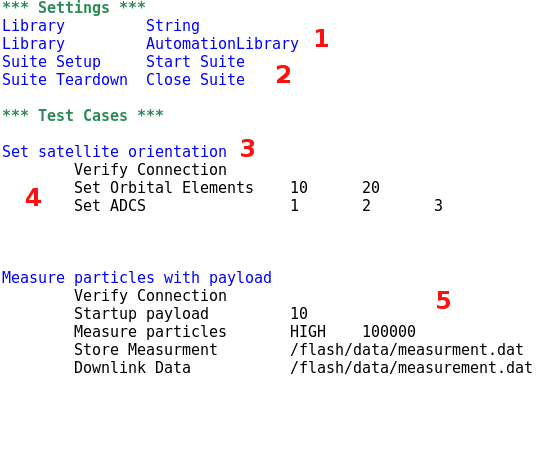 *** Settings ***
Library         String
Library         AutomationLibrary 1
Suite Setup     Start Suite
Suite Teardown  Close Suite 2
*** Test Cases ***
Set satellite orientation 3
        Verify Connection
4       Set Orbital Elements    10      20
        Set ADCS                1       2       3
Measure particles with payload
        Verify Connection 5
        Startup payload         10
        Measure particles       HIGH    100000
        Store Measurment        /flash/data/measurment.dat
        Downlink Data           /flash/data/measurement.dat